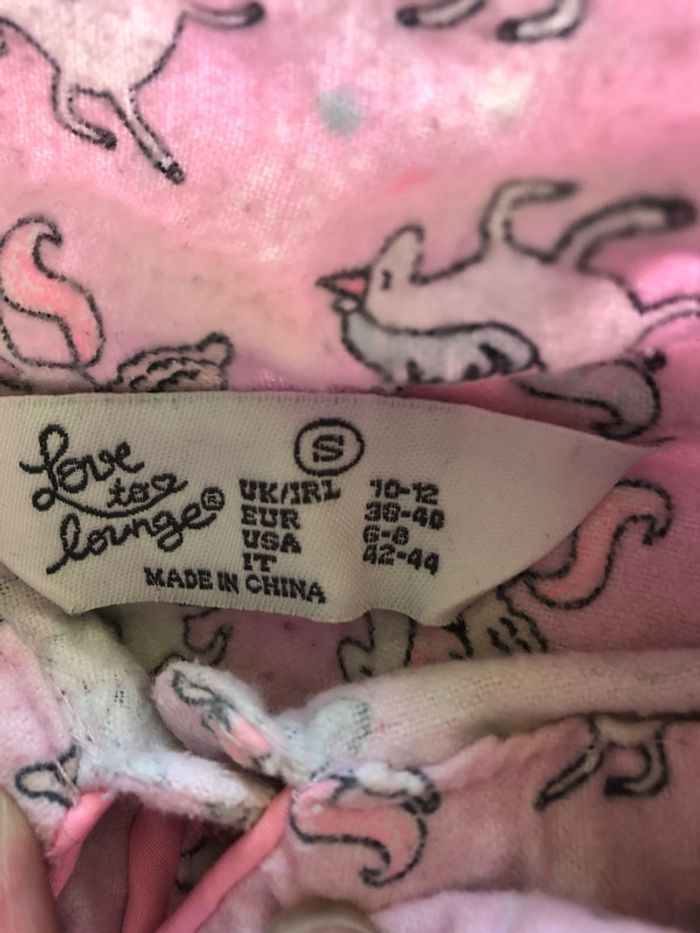 Love
to
lounge®
S
UK/IRL 10-12
EUR 38-40
USA 6-8
IT 42-44
MADE IN CHINA